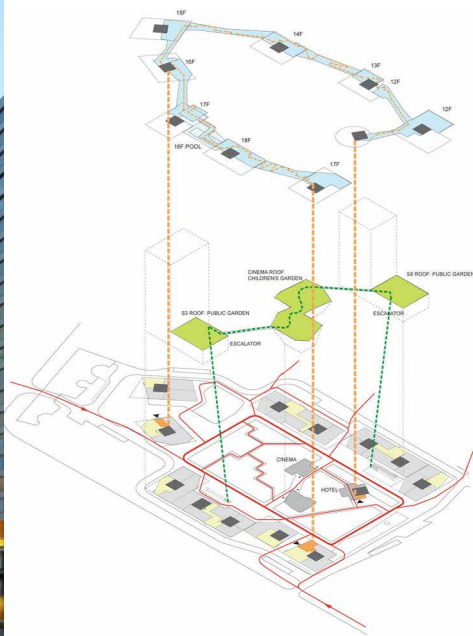 15F
14F
16F
13F
12F
12F
17F
16F POOL
18F
17F
CINEMA ROOF
CHILDREN'S GARDEN
S8 ROOF PUBLIC GARDEN
S3 ROOF PUBLIC GARDEN
ESCALATOR
ESCALATOR
CINEMA
HOTEL